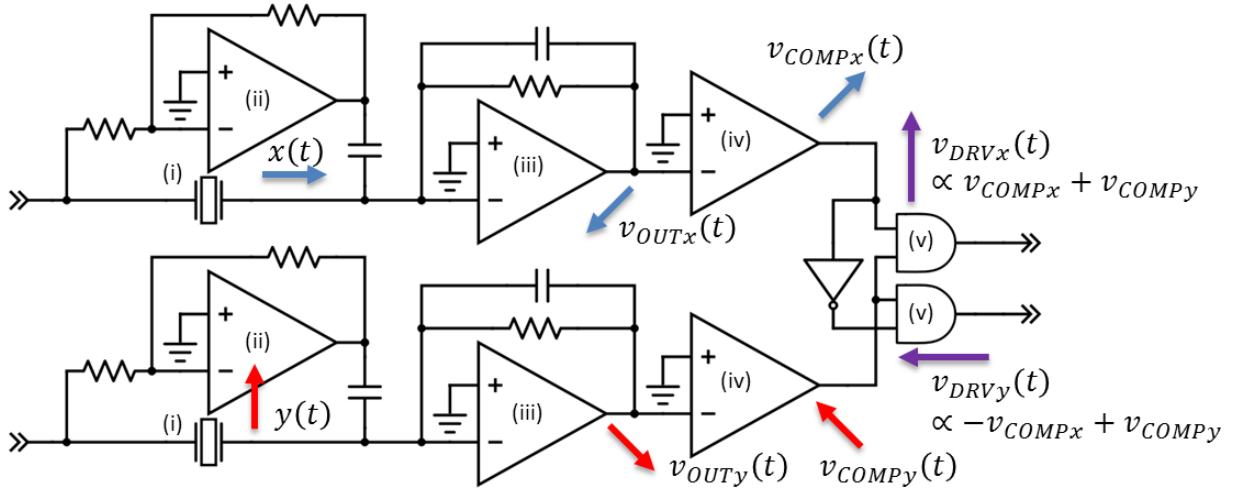 v_{COMPx}(t)
(ii)
+
−
(i)
x(t)
+
(iii)
−
v_{OUTx}(t)
+
(iv)
−
v_{DRVx}(t)
∝ v_{COMPx} + v_{COMPy}
(v)
(v)
+
(ii)
−
(i)
y(t)
+
(iii)
−
v_{OUTy}(t)
+
(iv)
−
v_{COMPy}(t)
v_{DRVy}(t)
∝ −v_{COMPx} + v_{COMPy}